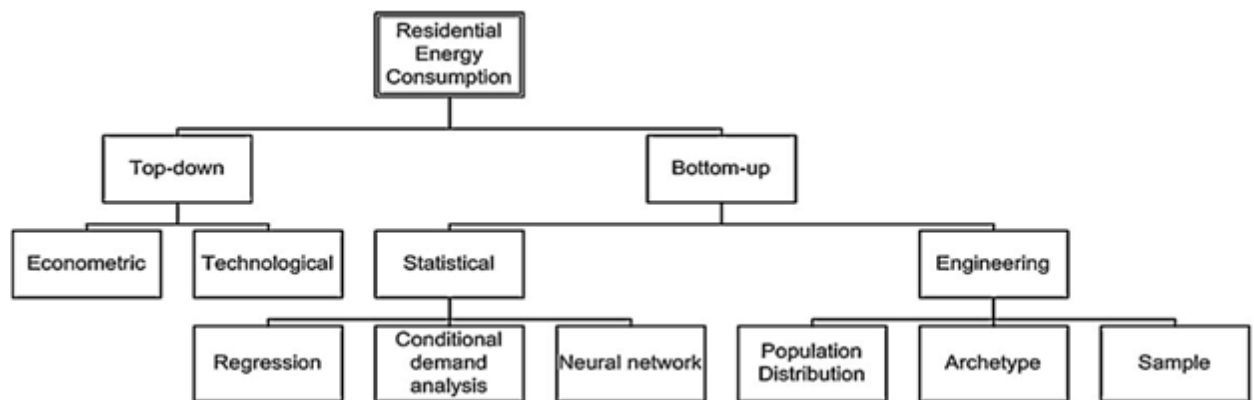 Residential
Energy
Consumption
Top-down
Bottom-up
Econometric
Technological
Statistical
Engineering
Regression
Conditional
demand
analysis
Neural network
Population
Distribution
Archetype
Sample